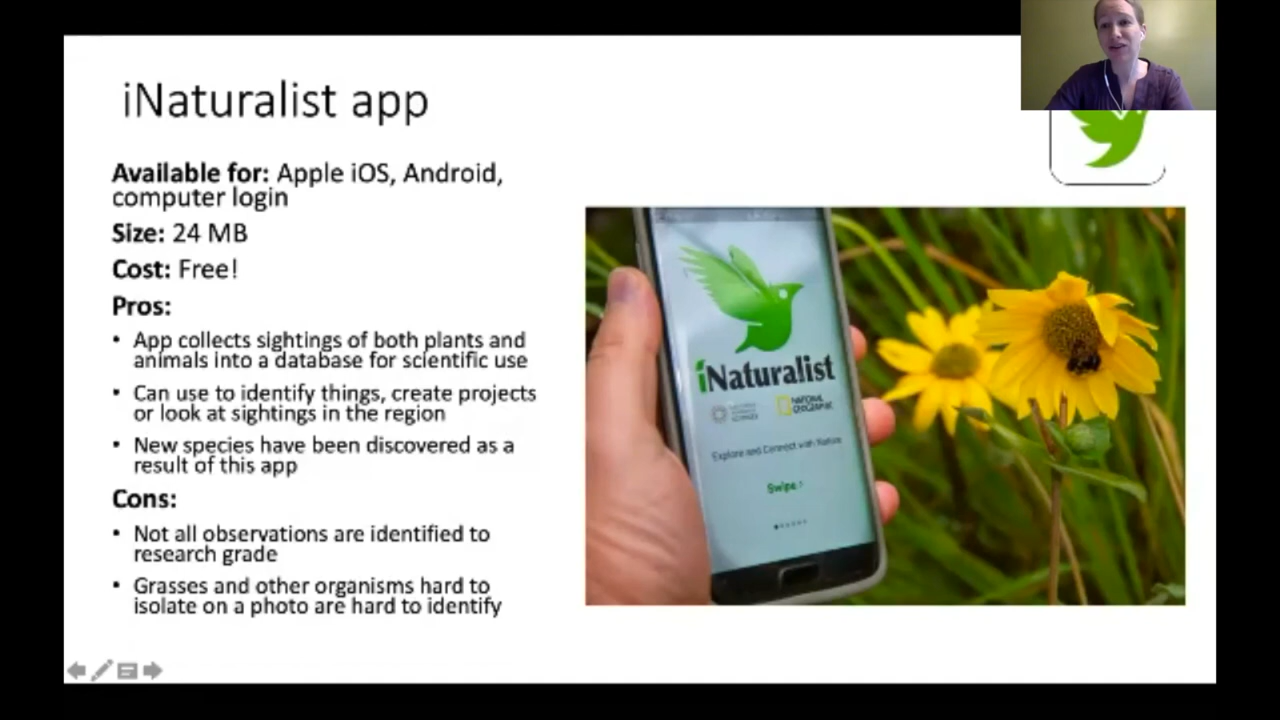 iNaturalist app
Available for: Apple iOS, Android,
computer login
Size: 24 MB
Cost: Free!
Pros:
• App collects sightings of both plants and
animals into a database for scientific use
• Can use to identify things, create projects
or look at sightings in the region
• New species have been discovered as a
result of this app
Cons:
• Not all observations are identified to
research grade
• Grasses and other organisms hard to
isolate on a photo are hard to identify
iNaturalist
NATIONAL
GEOGRAPHIC
Explore and Connect with Nature
Swipe >